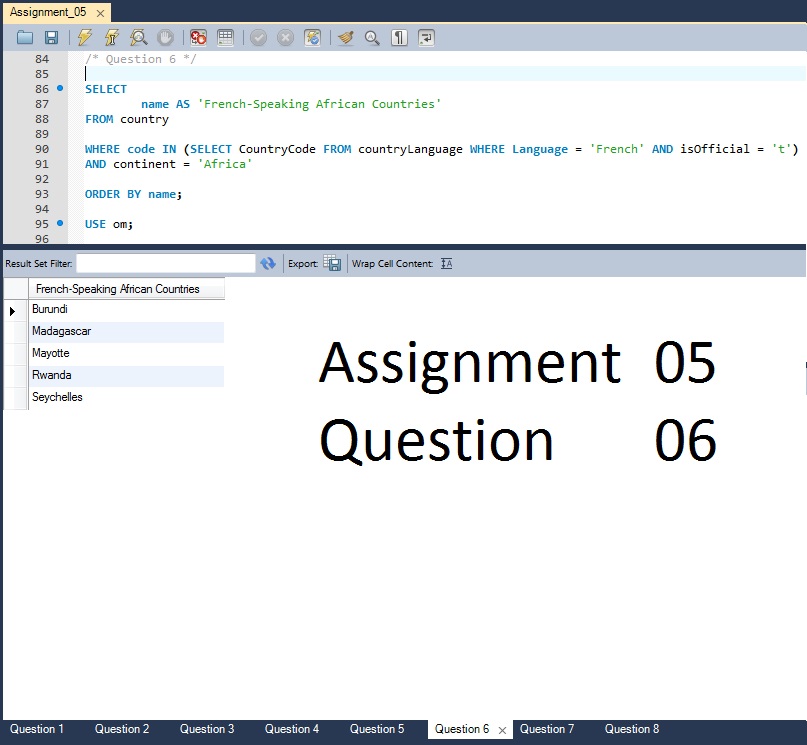 Assignment_05
84 /* Question 6 */
85
86 SELECT
87 name AS 'French-Speaking African Countries'
88 FROM country
89
90 WHERE code IN (SELECT CountryCode FROM countryLanguage WHERE Language = 'French' AND isOfficial = 't')
91 AND continent = 'Africa'
92
93 ORDER BY name;
94
95 USE om;
96
Result Set Filter: Export: Wrap Cell Content:
French-Speaking African Countries
Burundi
Madagascar
Mayotte
Rwanda
Seychelles
Assignment 05
Question 06
Question 1 Question 2 Question 3 Question 4 Question 5 Question 6 Question 7 Question 8